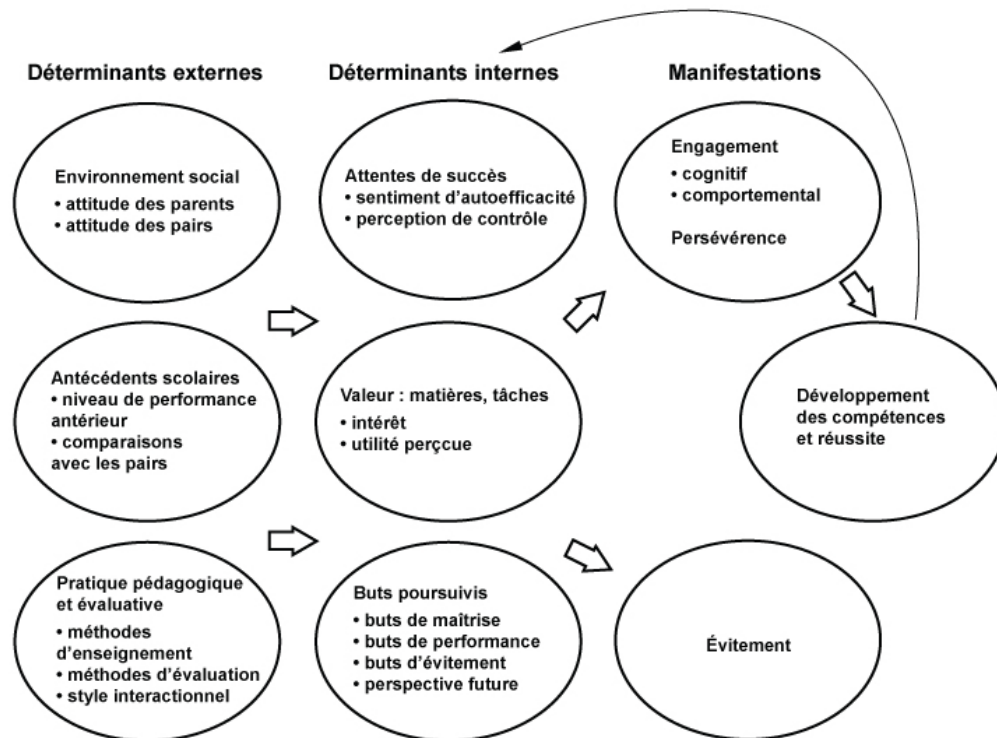 Déterminants externes
Environnement social
• attitude des parents
• attitude des pairs
Antécédents scolaires
• niveau de performance
antérieur
• comparaisons
avec les pairs
Pratique pédagogique
et évaluative
• méthodes
d’enseignement
• méthodes d’évaluation
• style interactionnel
Déterminants internes
Attentes de succès
• sentiment d’autoefficacité
• perception de contrôle
Valeur : matières, tâches
• intérêt
• utilité perçcue
Buts poursuivis
• buts de maîtrise
• buts de performance
• buts d’évitement
• perspective future
Manifestations
Engagement
• cognitif
• comportemental
Persévérence
Évitement
Développement
des compétences
et réussite